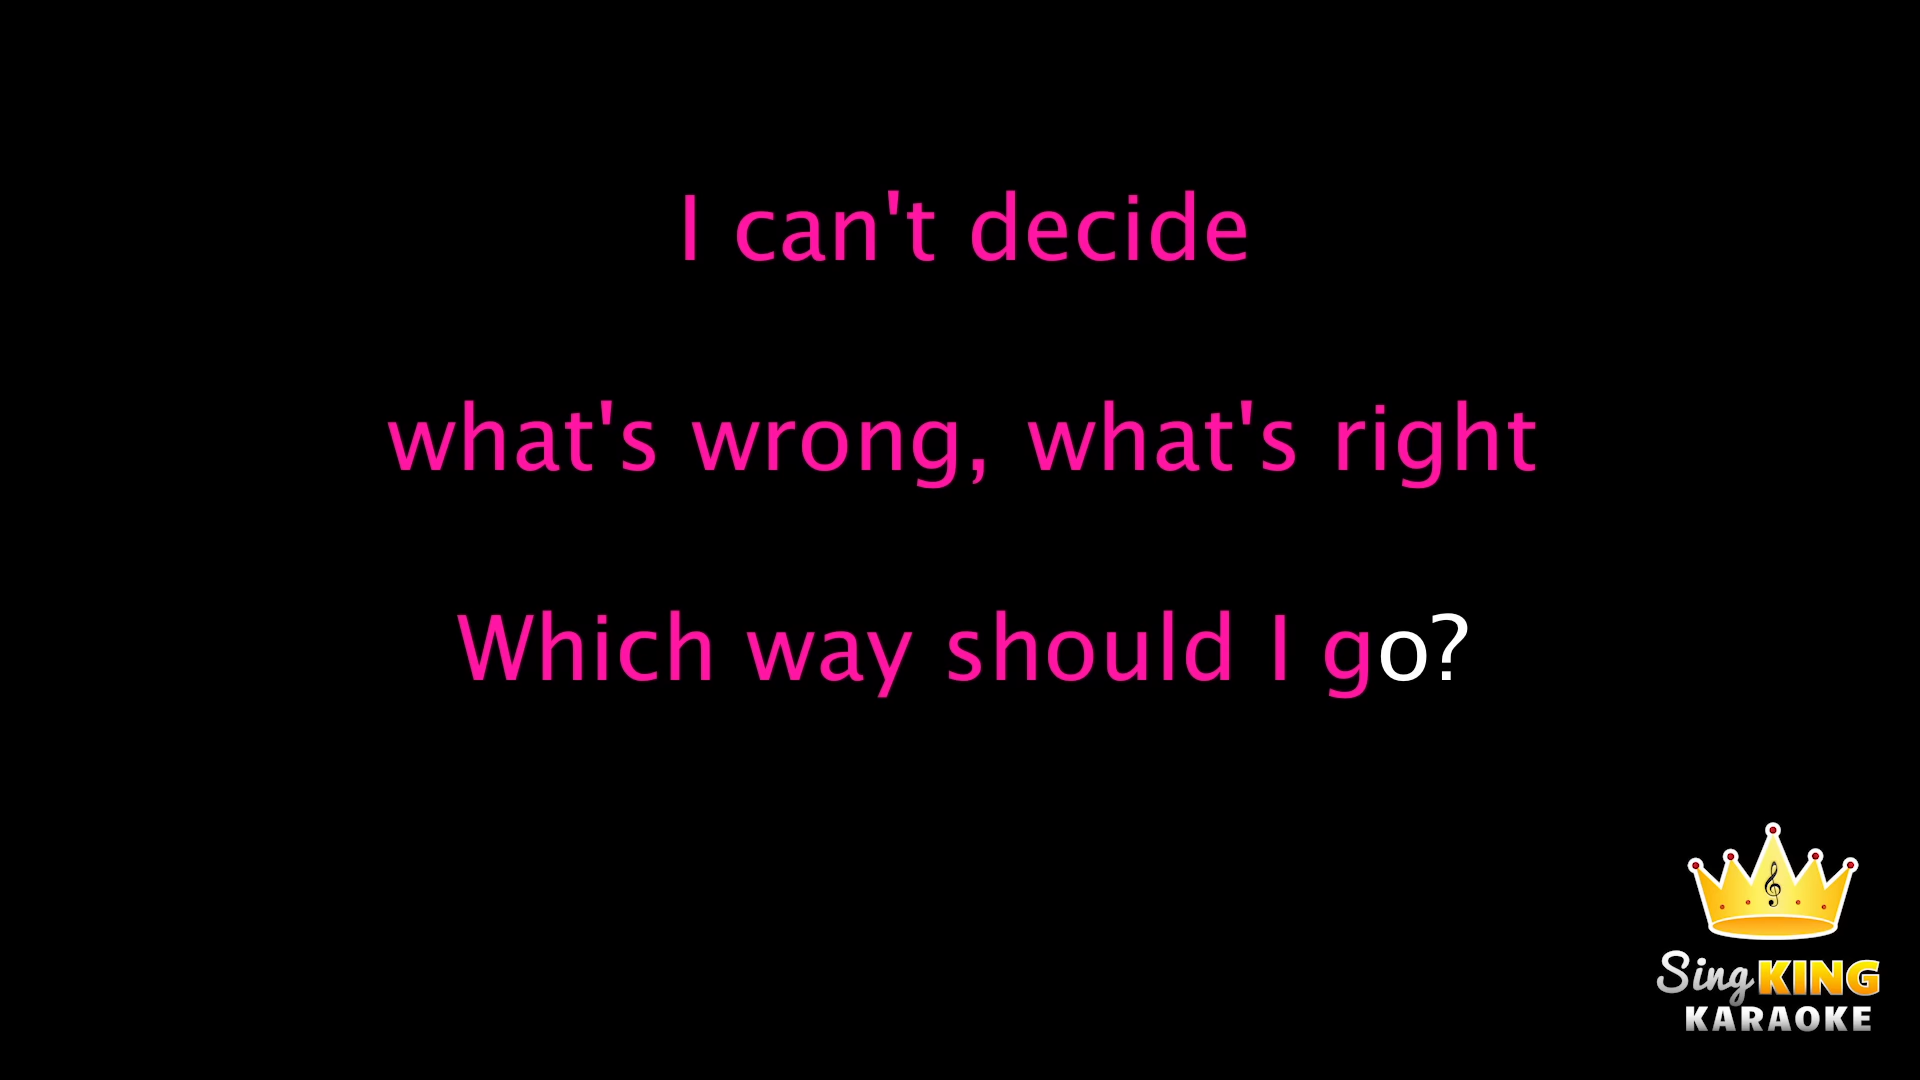 I can't decide
what's wrong, what's right
Which way should I go?
Sing KING
KARAOKE